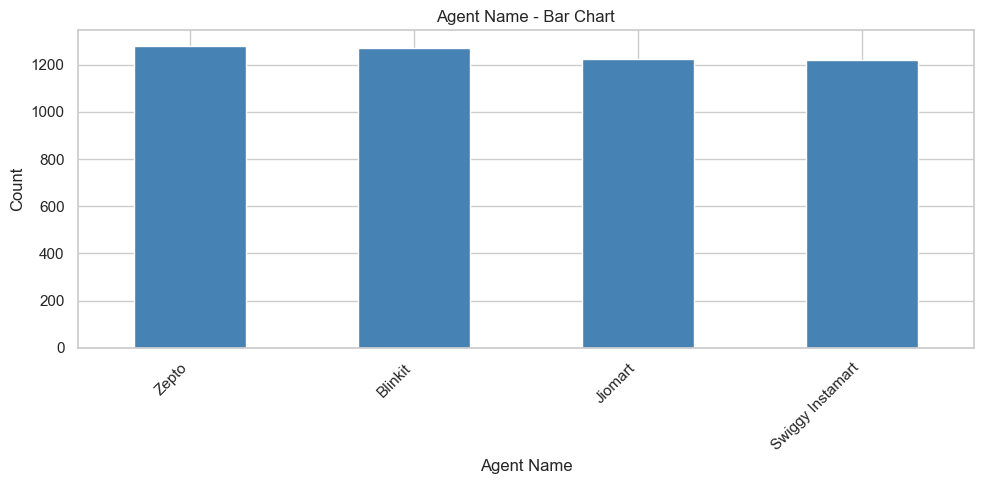 Agent Name - Bar Chart
1200
1000
800
600
400
200
0
Count
Zepto
Blinkit
Jiomart
Swiggy Instamart
Agent Name